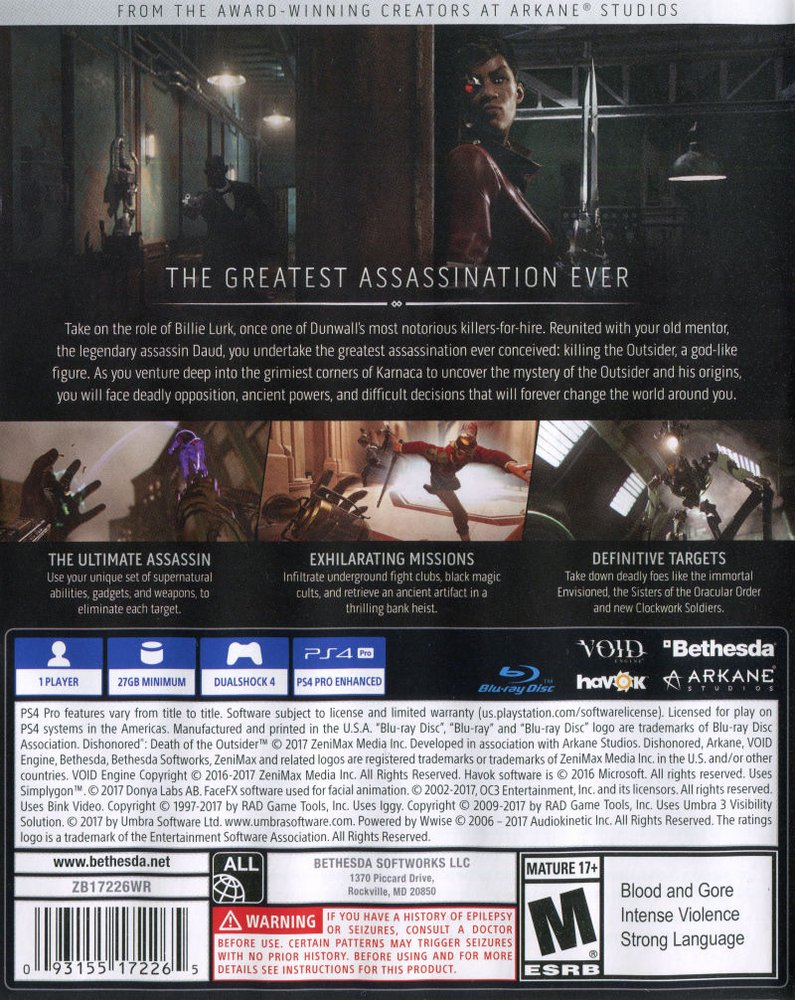 FROM THE AWARD-WINNING CREATORS AT ARKANE® STUDIOS
THE GREATEST ASSASSINATION EVER
Take on the role of Billie Lurk, once one of Dunwall's most notorious killers-for-hire. Reunited with your old mentor,
the legendary assassin Daud, you undertake the greatest assassination ever conceived: killing the Outsider, a god-like
figure. As you venture deep into the grimiest corners of Karnaca to uncover the mystery of the Outsider and his origins,
you will face deadly opposition, ancient powers, and difficult decisions that will forever change the world around you.
THE ULTIMATE ASSASSIN
Use your unique set of supernatural
abilities, gadgets, and weapons, to
eliminate each target.
EXHILARATING MISSIONS
Infiltrate underground fight clubs, black magic
cults, and retrieve an ancient artifact in a
thrilling bank heist.
DEFINITIVE TARGETS
Take down deadly foes like the immortal
Envisioned, the Sisters of the Oracular Order
and new Clockwork Soldiers.
1 PLAYER
27GB MINIMUM
DUALSHOCK 4
PS4 Pro
PS4 PRO ENHANCED
Blu-ray Disc™
VOID
ENGINE
Bethesda®
havok
ARKANE®
STUDIOS
PS4 Pro features vary from title to title. Software subject to license and limited warranty (us.playstation.com/softwarelicense). Licensed for play on
PS4 systems in the Americas. Manufactured and printed in the U.S.A. "Blu-ray Disc", "Blu-ray" and "Blu-ray Disc" logo are trademarks of Blu-ray Disc
Association. Dishonored®: Death of the Outsider™ © 2017 ZeniMax Media Inc. Developed in association with Arkane Studios. Dishonored, Arkane, VOID
Engine, Bethesda, Bethesda Softworks, ZeniMax and related logos are registered trademarks or trademarks of ZeniMax Media Inc. in the U.S. and/or other
countries. VOID Engine Copyright © 2016-2017 ZeniMax Media Inc. All Rights Reserved. Havok software is © 2016 Microsoft. All rights reserved. Uses
Simplygon™. © 2017 Donya Labs AB. FaceFX software used for facial animation. © 2002-2017, OC3 Entertainment, Inc. and its licensors. All rights reserved.
Uses Bink Video. Copyright © 1997-2017 by RAD Game Tools, Inc. Uses Iggy. Copyright © 2009-2017 by RAD Game Tools, Inc. Uses Umbra 3 Visibility
Solution. © 2017 by Umbra Software Ltd. www.umbrasoftware.com. Powered by Wwise © 2006 – 2017 Audiokinetic Inc. All Rights Reserved. The ratings
logo is a trademark of the Entertainment Software Association. All Rights Reserved.
www.bethesda.net
ZB17226WR
0 93155 17226 5
ALL
BETHESDA SOFTWORKS LLC
1370 Piccard Drive,
Rockville, MD 20850
WARNING IF YOU HAVE A HISTORY OF EPILEPSY
OR SEIZURES, CONSULT A DOCTOR
BEFORE USE. CERTAIN PATTERNS MAY TRIGGER SEIZURES
WITH NO PRIOR HISTORY. BEFORE USING AND FOR MORE
DETAILS SEE INSTRUCTIONS FOR THIS PRODUCT.
MATURE 17+
M®
ESRB
Blood and Gore
Intense Violence
Strong Language